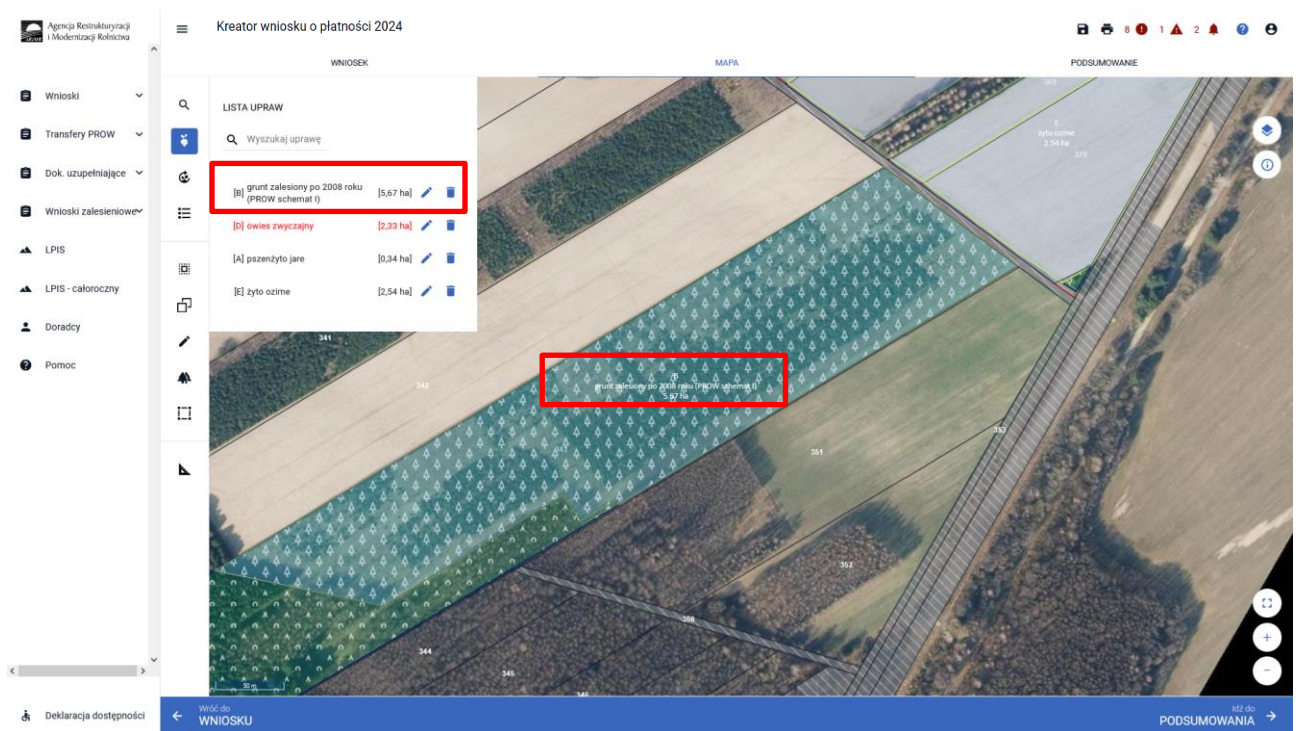 Agencja Restrukturyzacji
i Modernizacji Rolnictwa
Kreator wniosku o płatności 2024
8 1 2
WNIOSEK
MAPA
PODSUMOWANIE
Wnioski
Transfery PROW
Dok. uzupełniające
Wnioski zalesieniowe
LPIS
LPIS - całoroczny
Doradcy
Pomoc
Deklaracja dostępności
LISTA UPRAW
Wyszukaj uprawę
[B] grunt zalesiony po 2008 roku (PROW schemat I) [5,67 ha]
[D] owies zwyczajny [2,33 ha]
[A] pszenżyto jare [0,34 ha]
[E] żyto ozime [2,54 ha]
E
żyto ozime
2.54 ha
379
341
342
B
grunt zalesiony po 2008 roku (PROW schemat I)
5.67 ha
353
351
352
358
344
345
50 m
Wróć do
WNIOSKU
Idź do
PODSUMOWANIA